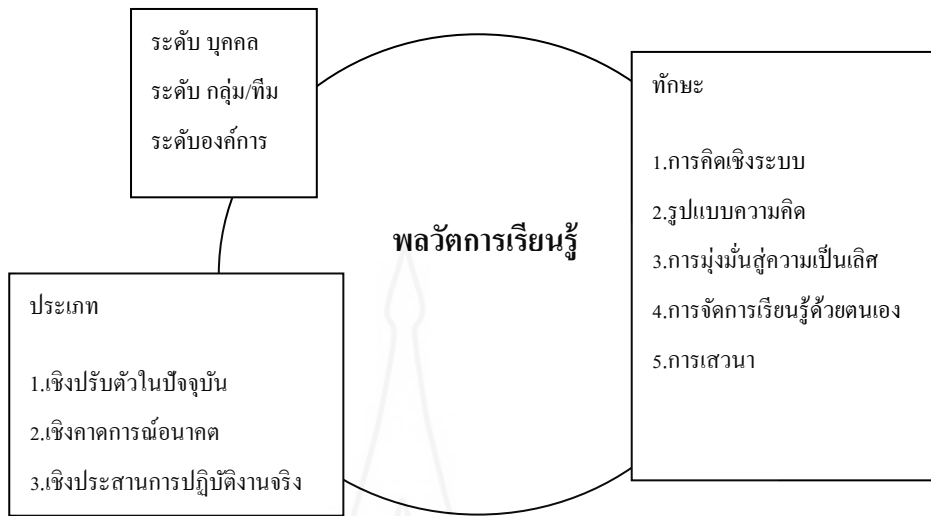 ระดับ บุคคล
ระดับ กลุ่ม/ทีม
ระดับองค์การ
ทักษะ
1.การคิดเชิงระบบ
2.รูปแบบความคิด
3.การมุ่งมั่นสู่ความเป็นเลิศ
4.การจัดการเรียนรู้ด้วยตนเอง
5.การเสวนา
พลวัตการเรียนรู้
ประเภท
1.เชิงปรับตัวในปัจจุบัน
2.เชิงคาดการณ์อนาคต
3.เชิงประสานการปฏิบัติงานจริง